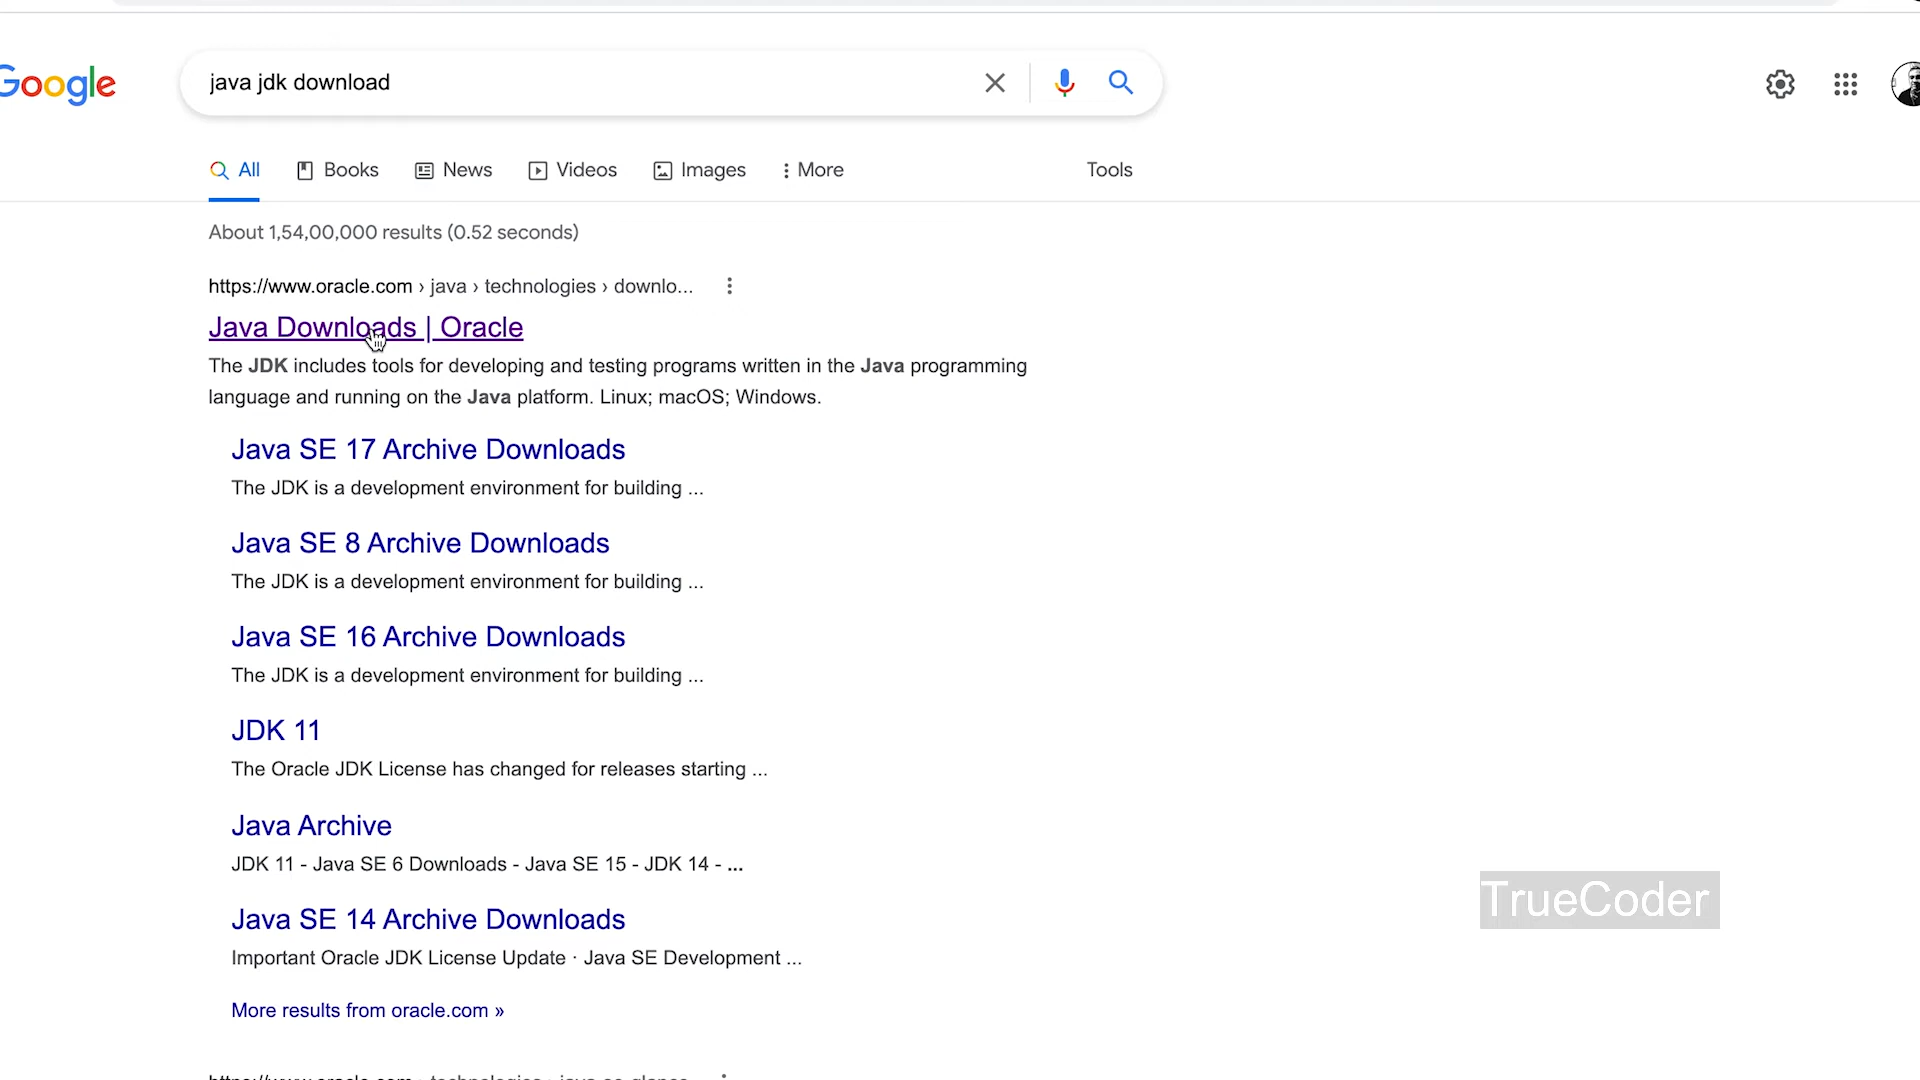 Google
java jdk download
All Books News Videos Images More Tools
About 1,54,00,000 results (0.52 seconds)
https://www.oracle.com › java › technologies › downlo...
Java Downloads | Oracle
The JDK includes tools for developing and testing programs written in the Java programming
language and running on the Java platform. Linux; macOS; Windows.
Java SE 17 Archive Downloads
The JDK is a development environment for building ...
Java SE 8 Archive Downloads
The JDK is a development environment for building ...
Java SE 16 Archive Downloads
The JDK is a development environment for building ...
JDK 11
The Oracle JDK License has changed for releases starting ...
Java Archive
JDK 11 - Java SE 6 Downloads - Java SE 15 - JDK 14 - ...
TrueCoder
Java SE 14 Archive Downloads
Important Oracle JDK License Update · Java SE Development ...
More results from oracle.com »